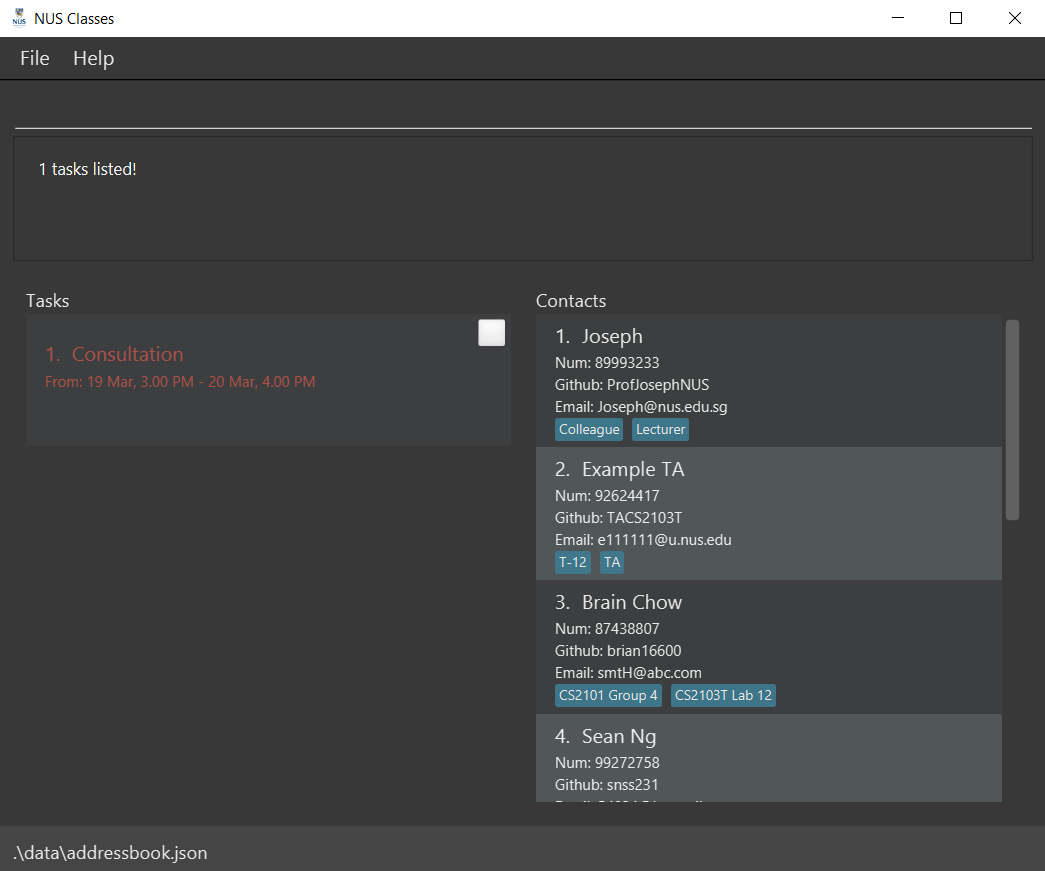 NUS Classes
File Help
1 tasks listed!
Tasks
1. Consultation
From: 19 Mar, 3.00 PM - 20 Mar, 4.00 PM
Contacts
1. Joseph
Num: 89993233
Github: ProfJosephNUS
Email: Joseph@nus.edu.sg
Colleague Lecturer
2. Example TA
Num: 92624417
Github: TACS2103T
Email: e111111@u.nus.edu
T-12 TA
3. Brain Chow
Num: 87438807
Github: brian16600
Email: smtH@abc.com
CS2101 Group 4 CS2103T Lab 12
4. Sean Ng
Num: 99272758
Github: snss231
.\data\addressbook.json